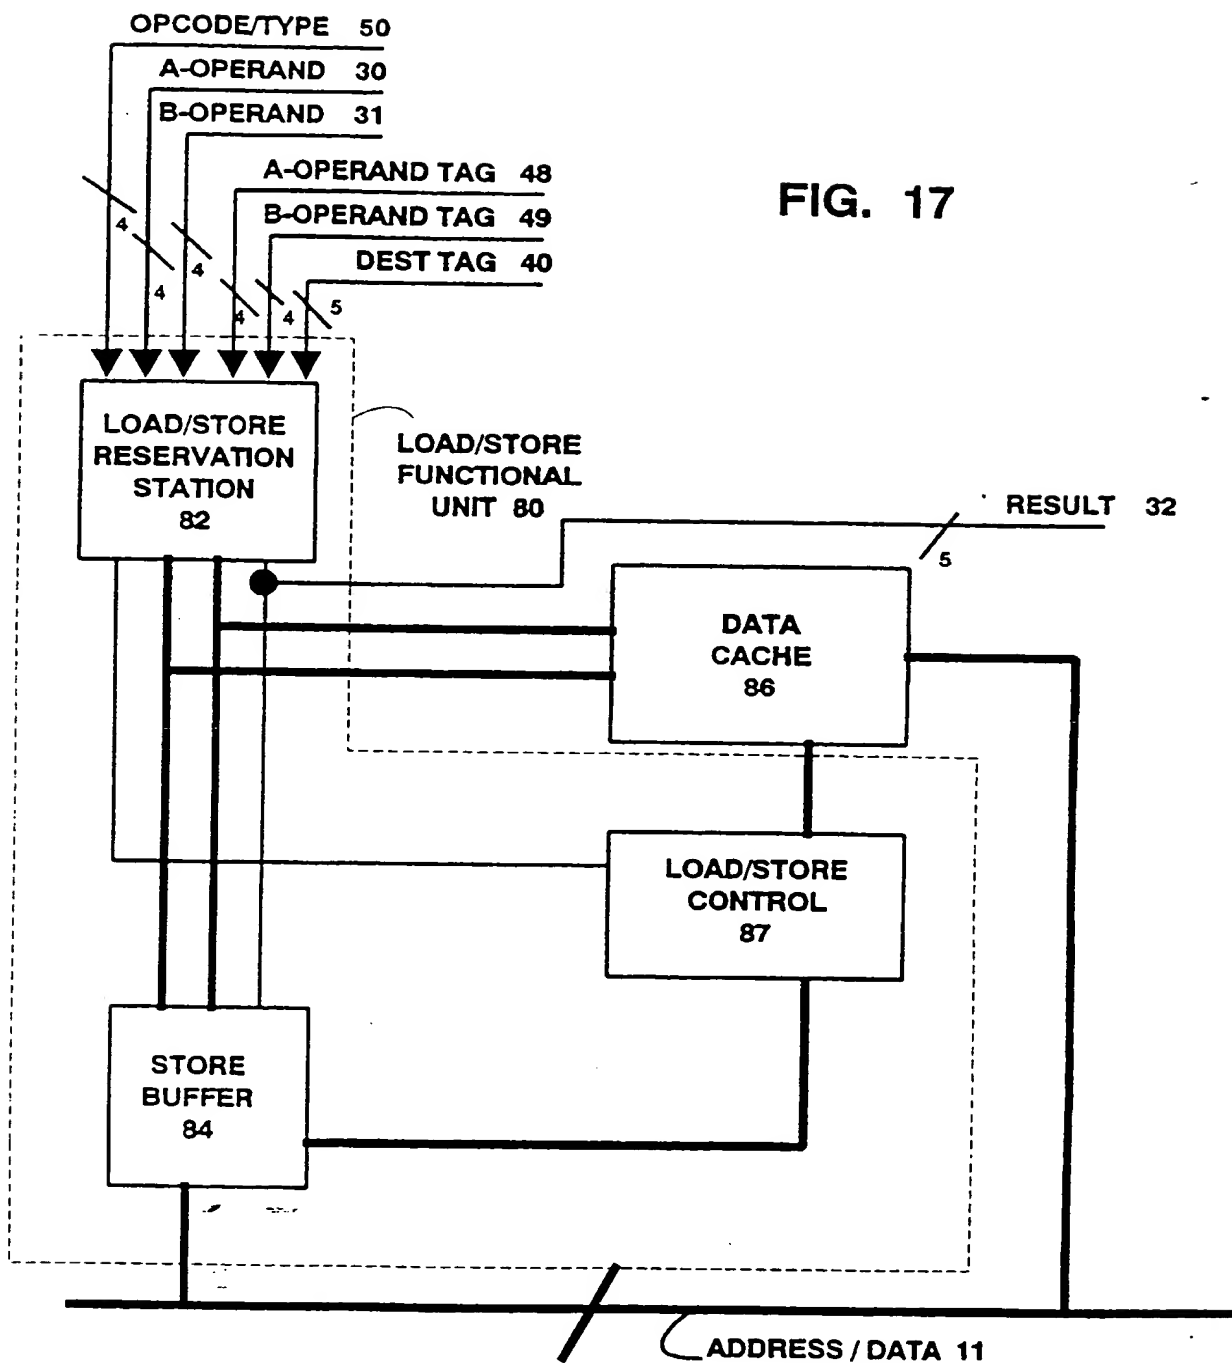 OPCODE/TYPE 50
A-OPERAND 30
B-OPERAND 31
A-OPERAND TAG 48
B-OPERAND TAG 49
DEST TAG 40
FIG. 17
4
4
4
4
4
5
LOAD/STORE
RESERVATION
STATION
82
LOAD/STORE
FUNCTIONAL
UNIT 80
RESULT 32
5
DATA
CACHE
86
LOAD/STORE
CONTROL
87
STORE
BUFFER
84
ADDRESS / DATA 11